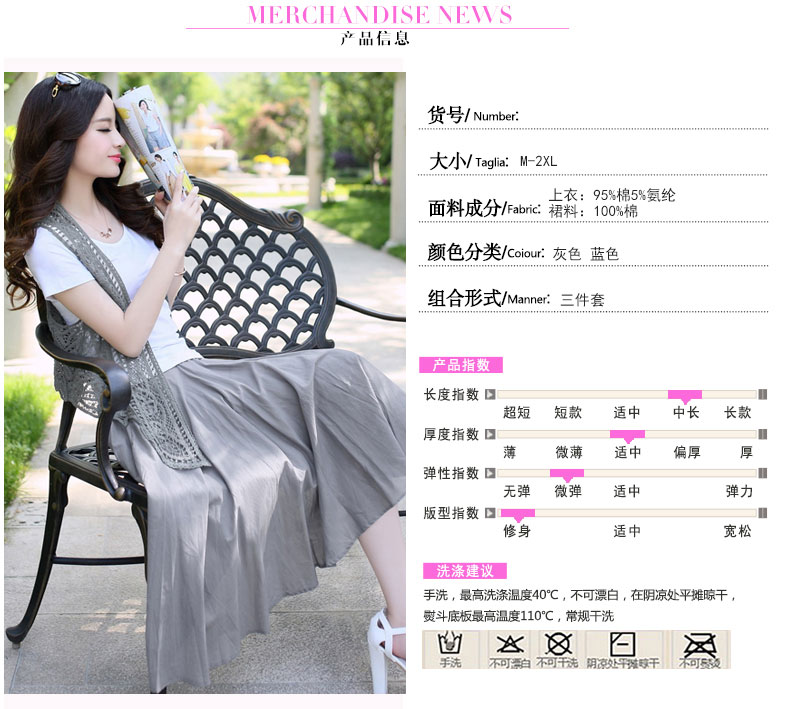 MERCHANDISE NEWS
产品信息
货号/ Number:
大小/ Taglia: M-2XL
面料成分/ Fabric: 上衣：95%棉5%氨纶
裙料：100%棉
颜色分类/ Coiour: 灰色 蓝色
组合形式/ Manner: 三件套
产品指数
长度指数
超短 短款 适中 中长 长款
厚度指数
薄 微薄 适中 偏厚 厚
弹性指数
无弹 微弹 适中 弹力
版型指数
修身 适中 宽松
洗涤建议
手洗，最高洗涤温度40℃，不可漂白，在阴凉处平摊晾干，
熨斗底板最高温度110℃，常规干洗
手洗 不可漂白 不可干洗 阴凉处平摊晾干 不可熨烫